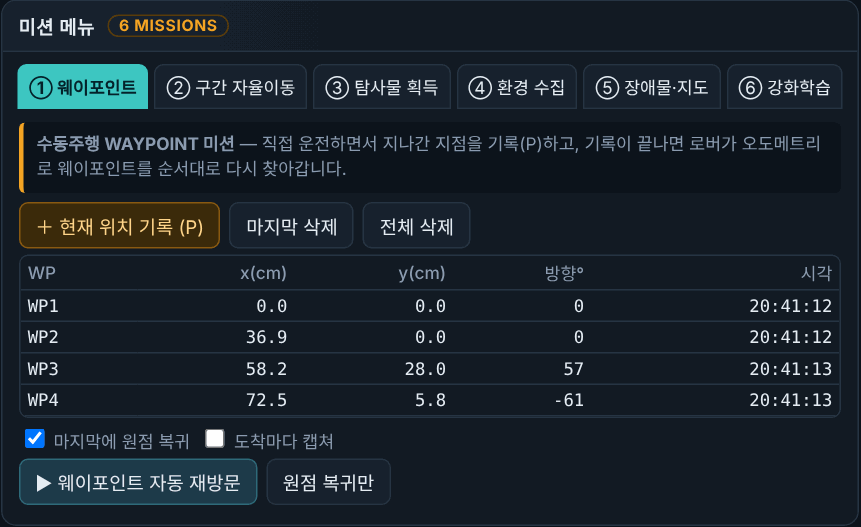 미션 메뉴 6 MISSIONS
① 웨이포인트 ② 구간 자율이동 ③ 탐사물 획득 ④ 환경 수집 ⑤ 장애물·지도 ⑥ 강화학습
수동주행 WAYPOINT 미션 — 직접 운전하면서 지나간 지점을 기록(P)하고, 기록이 끝나면 로버가 오도메트리
로 웨이포인트를 순서대로 다시 찾아갑니다.
＋ 현재 위치 기록 (P) 마지막 삭제 전체 삭제
WP x(cm) y(cm) 방향° 시각
WP1 0.0 0.0 0 20:41:12
WP2 36.9 0.0 0 20:41:12
WP3 58.2 28.0 57 20:41:13
WP4 72.5 5.8 -61 20:41:13
마지막에 원점 복귀 도착마다 캡처
▶ 웨이포인트 자동 재방문 원점 복귀만